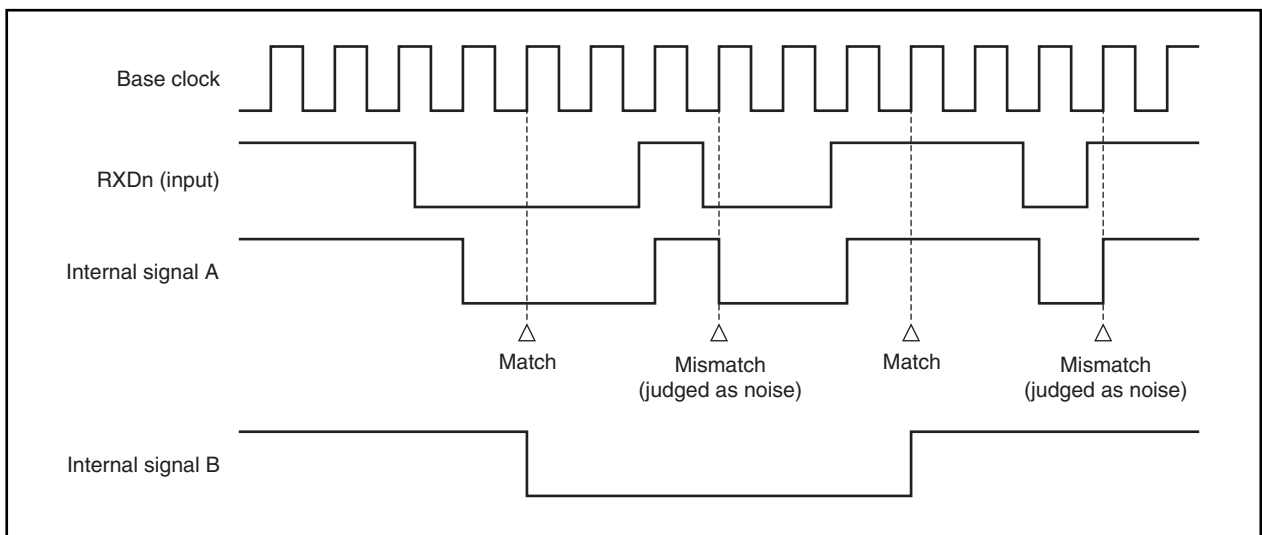 Base clock
RXDn (input)
Internal signal A
Match
Mismatch
(judged as noise)
Match
Mismatch
(judged as noise)
Internal signal B